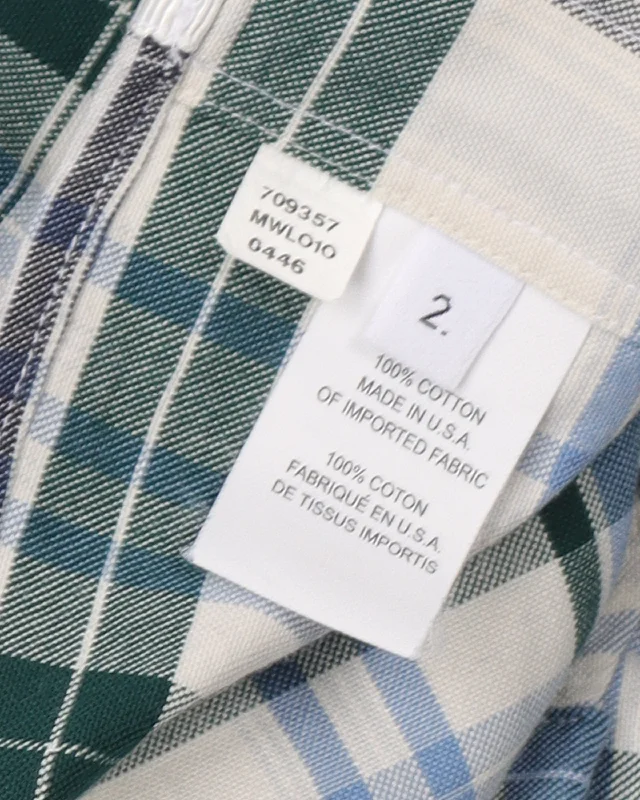 709357
MWL010
0446
2.
100% COTTON
MADE IN U.S.A.
OF IMPORTED FABRIC
100% COTON
FABRIQUÉ EN U.S.A.
DE TISSUS IMPORTIS